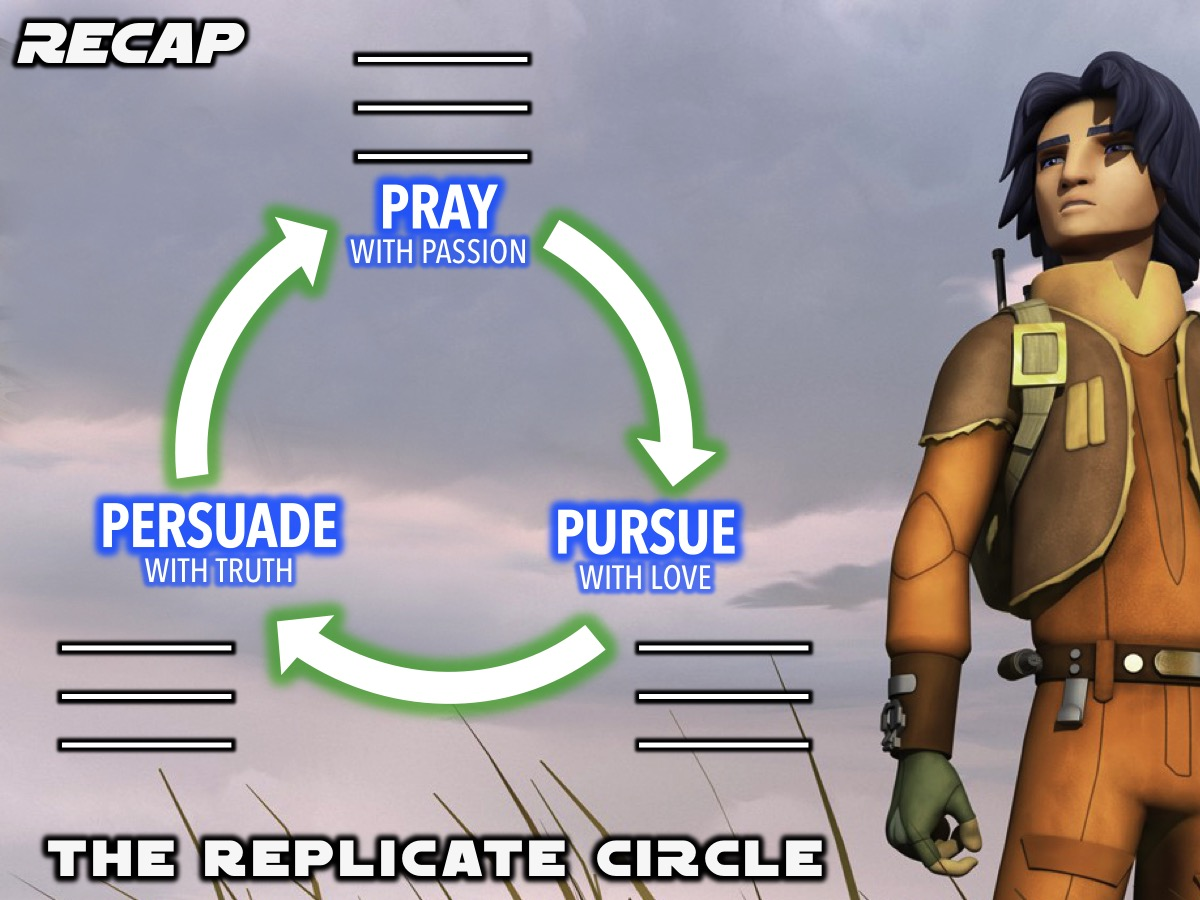 RECAP
PRAY
WITH PASSION
PERSUADE
WITH TRUTH
PURSUE
WITH LOVE
THE REPLICATE CIRCLE